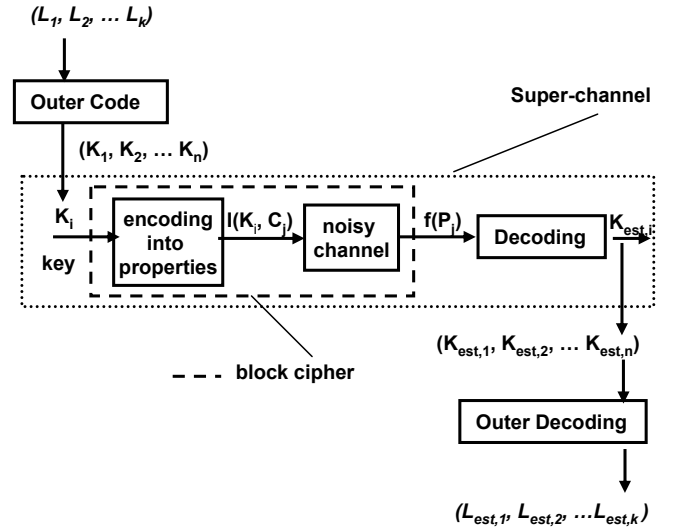 (L1, L2, ... Lk)
Outer Code
Super-channel
(K1, K2, ... Kn)
Ki
key
encoding
into
properties
I(Ki, Cj)
noisy
channel
f(Pj)
Decoding
Kest,i
(Kest,1, Kest,2, ... Kest,n)
block cipher
Outer Decoding
(Lest,1, Lest,2, ...Lest,k )